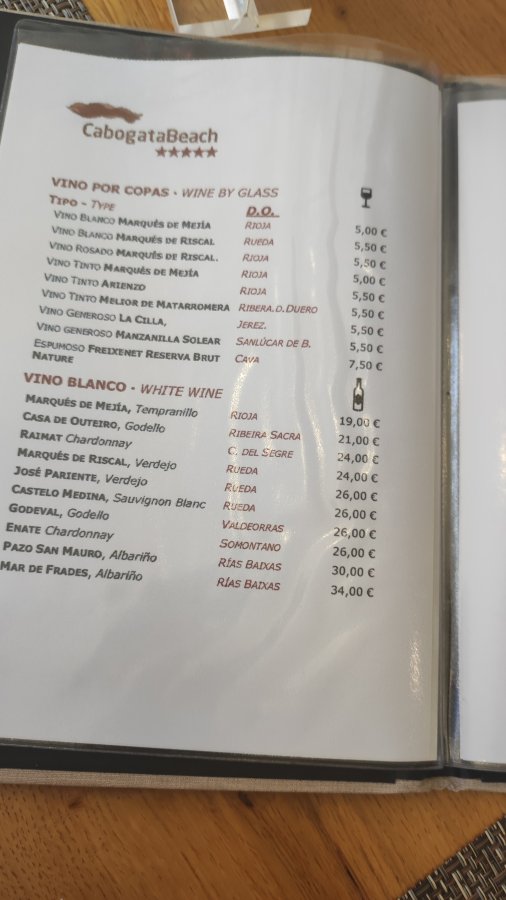 CabogataBeach
★★★★★
VINO POR COPAS - WINE BY GLASS
TIPO - TYPE D.O.
VINO BLANCO MARQUÉS DE MEJÍA RIOJA 5,00 €
VINO BLANCO MARQUÉS DE RISCAL RUEDA 5,50 €
VINO ROSADO MARQUÉS DE RISCAL. RIOJA 5,50 €
VINO TINTO MARQUÉS DE MEJÍA RIOJA 5,00 €
VINO TINTO ARIENZO RIOJA 5,50 €
VINO TINTO MELIOR DE MATARROMERA RIBERA.D.DUERO 5,50 €
VINO GENEROSO LA CILLA, JEREZ. 5,50 €
VINO GENEROSO MANZANILLA SOLEAR SANLÚCAR DE B. 5,50 €
ESPUMOSO FREIXENET RESERVA BRUT CAVA 7,50 €
NATURE
VINO BLANCO - WHITE WINE
MARQUÉS DE MEJÍA, Tempranillo RIOJA 19,00 €
CASA DE OUTEIRO, Godello RIBEIRA SACRA 21,00 €
RAIMAT Chardonnay C. DEL SEGRE 24,00 €
MARQUÉS DE RISCAL, Verdejo RUEDA 24,00 €
JOSÉ PARIENTE, Verdejo RUEDA 26,00 €
CASTELO MEDINA, Sauvignon Blanc RUEDA 26,00 €
GODEVAL, Godello VALDEORRAS 26,00 €
ENATE Chardonnay SOMONTANO 26,00 €
PAZO SAN MAURO, Albariño RÍAS BAIXAS 30,00 €
MAR DE FRADES, Albariño RÍAS BAIXAS 34,00 €